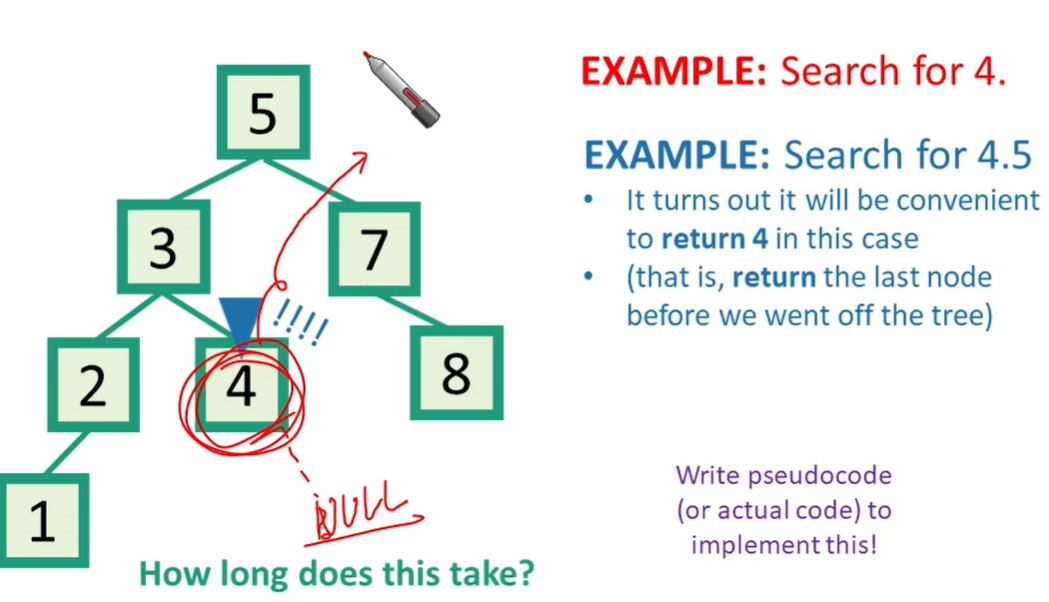 EXAMPLE: Search for 4.
EXAMPLE: Search for 4.5
• It turns out it will be convenient
to return 4 in this case
• (that is, return the last node
before we went off the tree)
5
3
7
!!!!
2
4
8
1
NULL
Write pseudocode
(or actual code) to
implement this!
How long does this take?